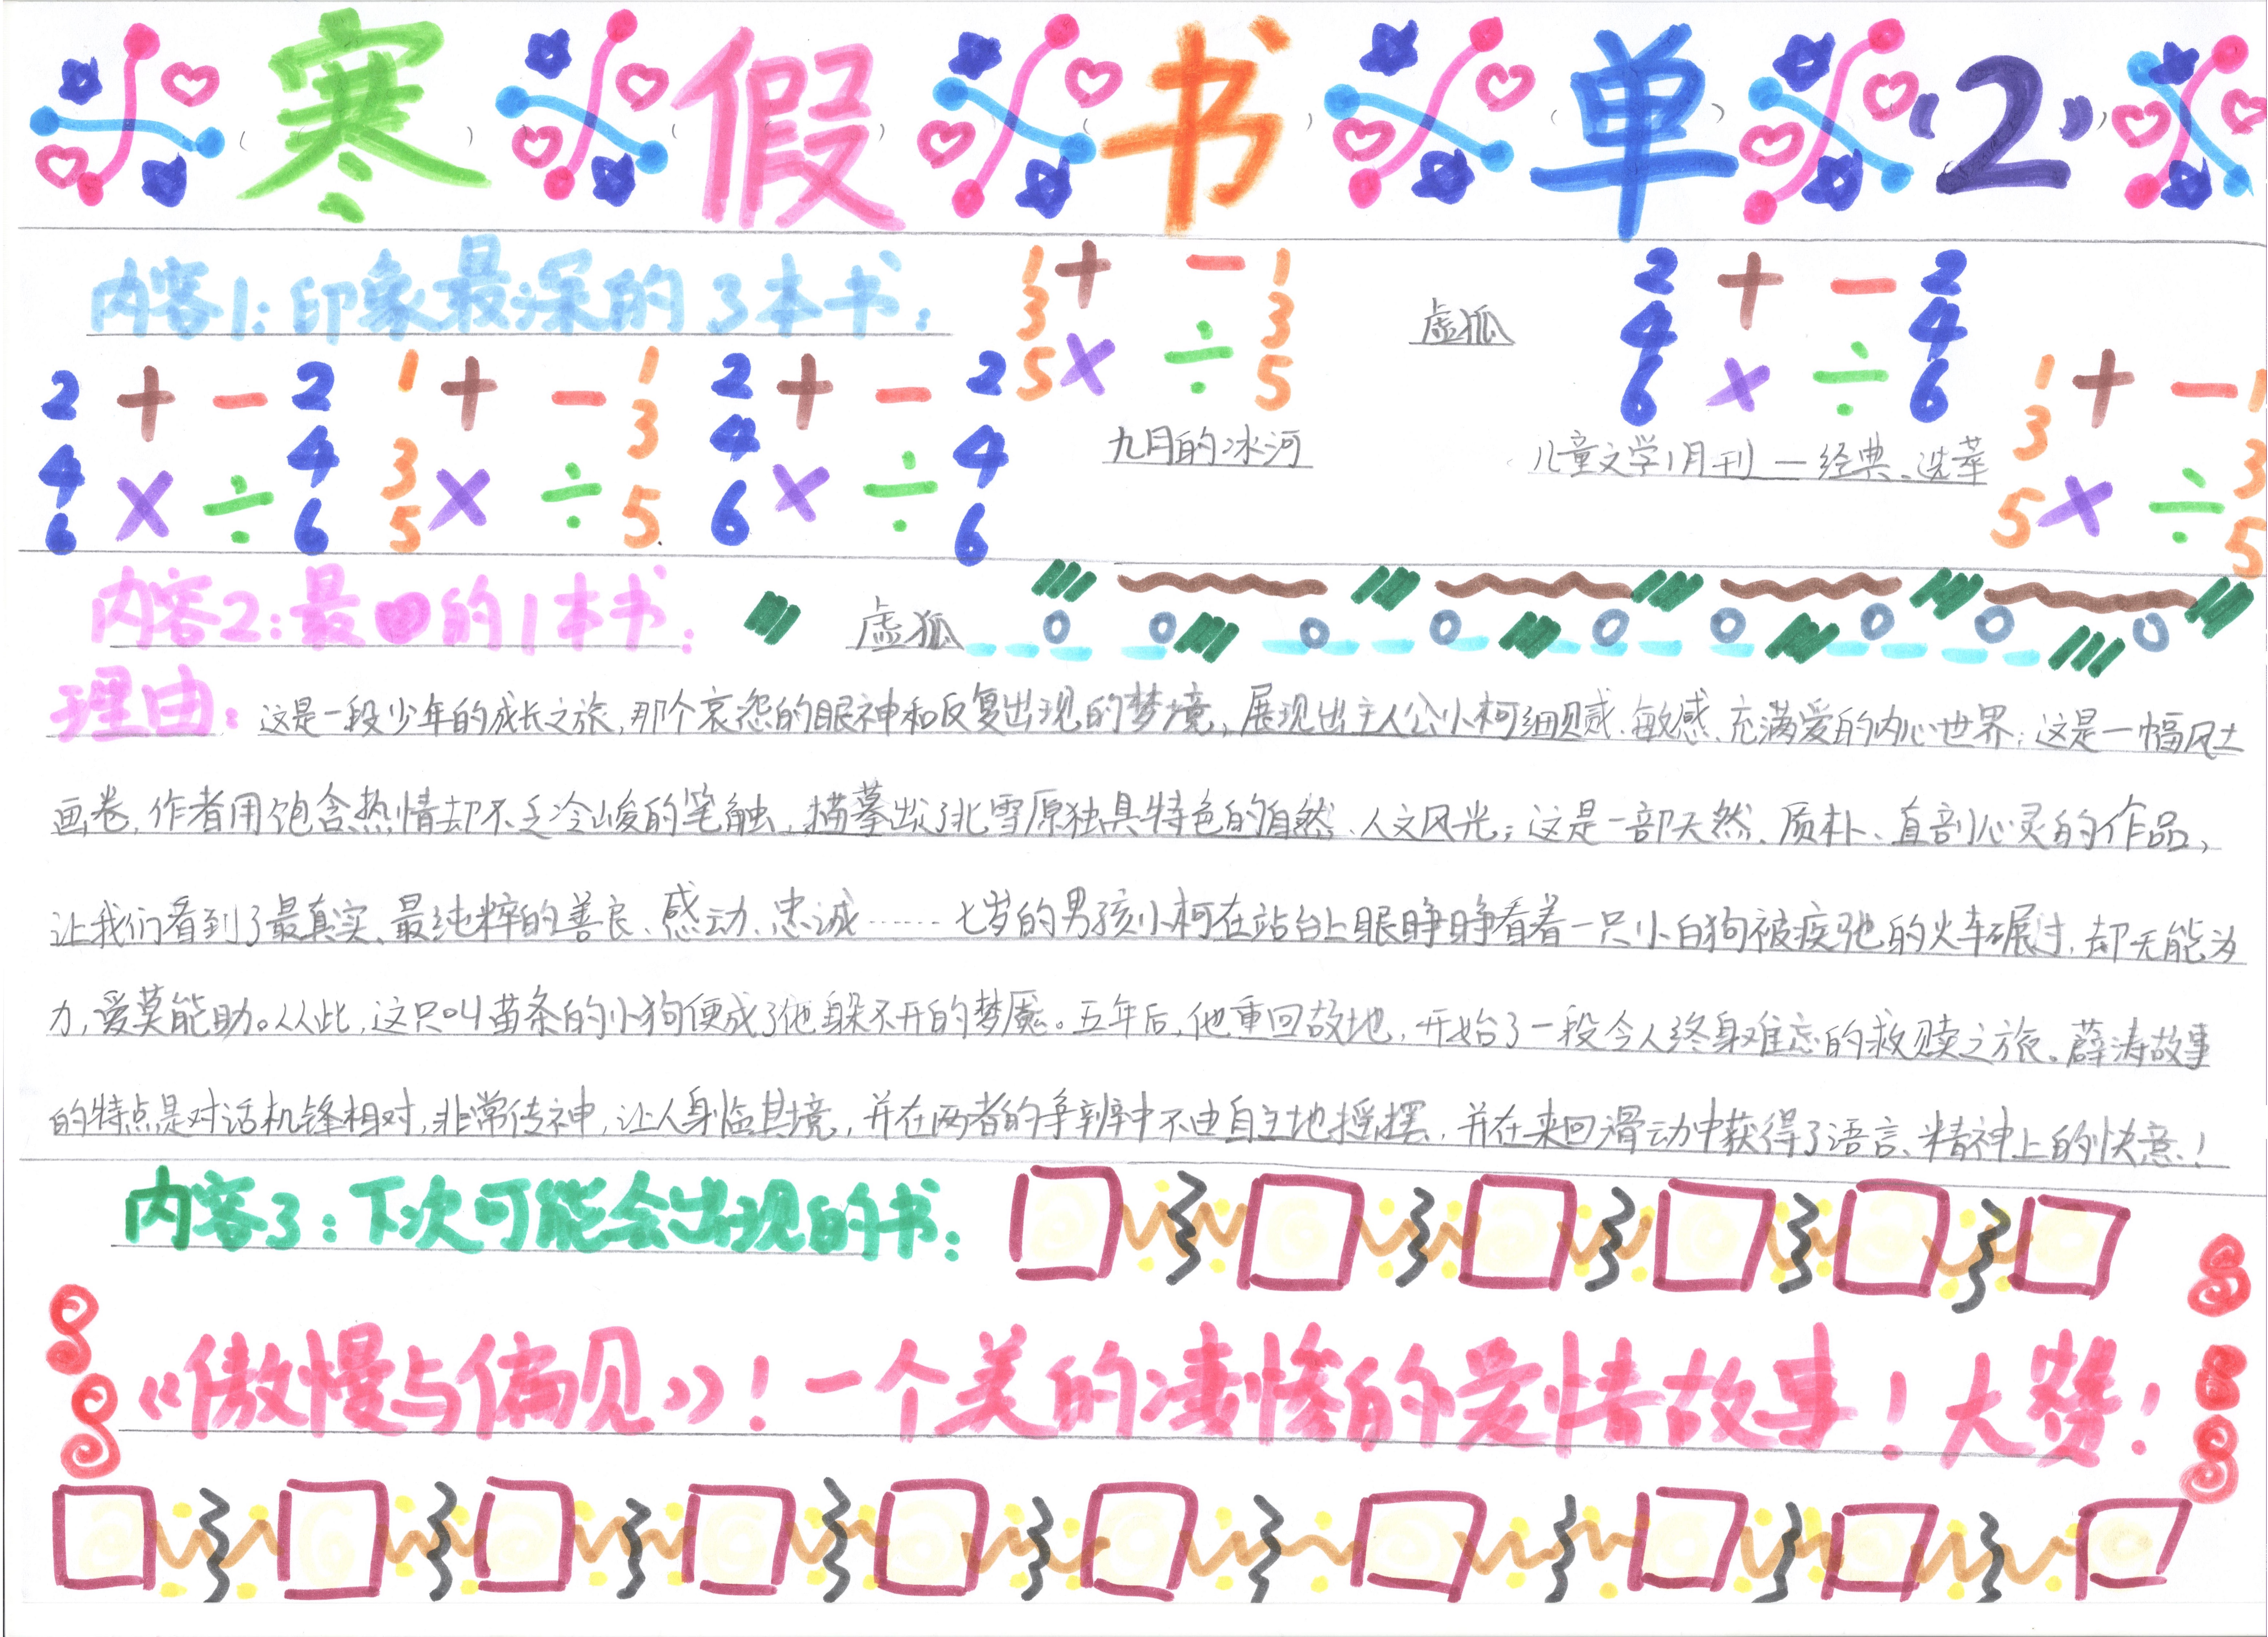 寒假书单“2”
内容1:印象最深的3本书:
虚狐
九月的冰河
儿童文学1月刊—经典、选萃
内容2:最❤的1本书:
虚狐
理由:这是一段少年的成长之旅,那个哀怨的眼神和反复出现的梦境,展现出主人公小柯细腻、敏感、充满爱的内心世界;这是一幅风土
画卷,作者用饱含热情却不乏冷峻的笔触,描摹出了北雪原独具特色的自然、人文风光;这是一部天然、质朴、直剖心灵的作品,
让我们看到了最真实、最纯粹的善良、感动、忠诚……七岁的男孩小柯在站台上眼睁睁看着一只小白狗被疾驰的火车碾过,却无能为
力,爱莫能助。从此,这只叫苗条的小狗便成了他躲不开的梦魇。五年后,他重回故地,开始了一段令人终身难忘的救赎之旅。薛涛故事
的特点是对话机锋相对,非常传神,让人身临其境,并在两者的争辩中不由自主地摇摆,并在来回滑动中获得了语言、精神上的快意!
内容3:下次可能会出现的书:
《傲慢与偏见》!一个美的凄惨的爱情故事!大赞!